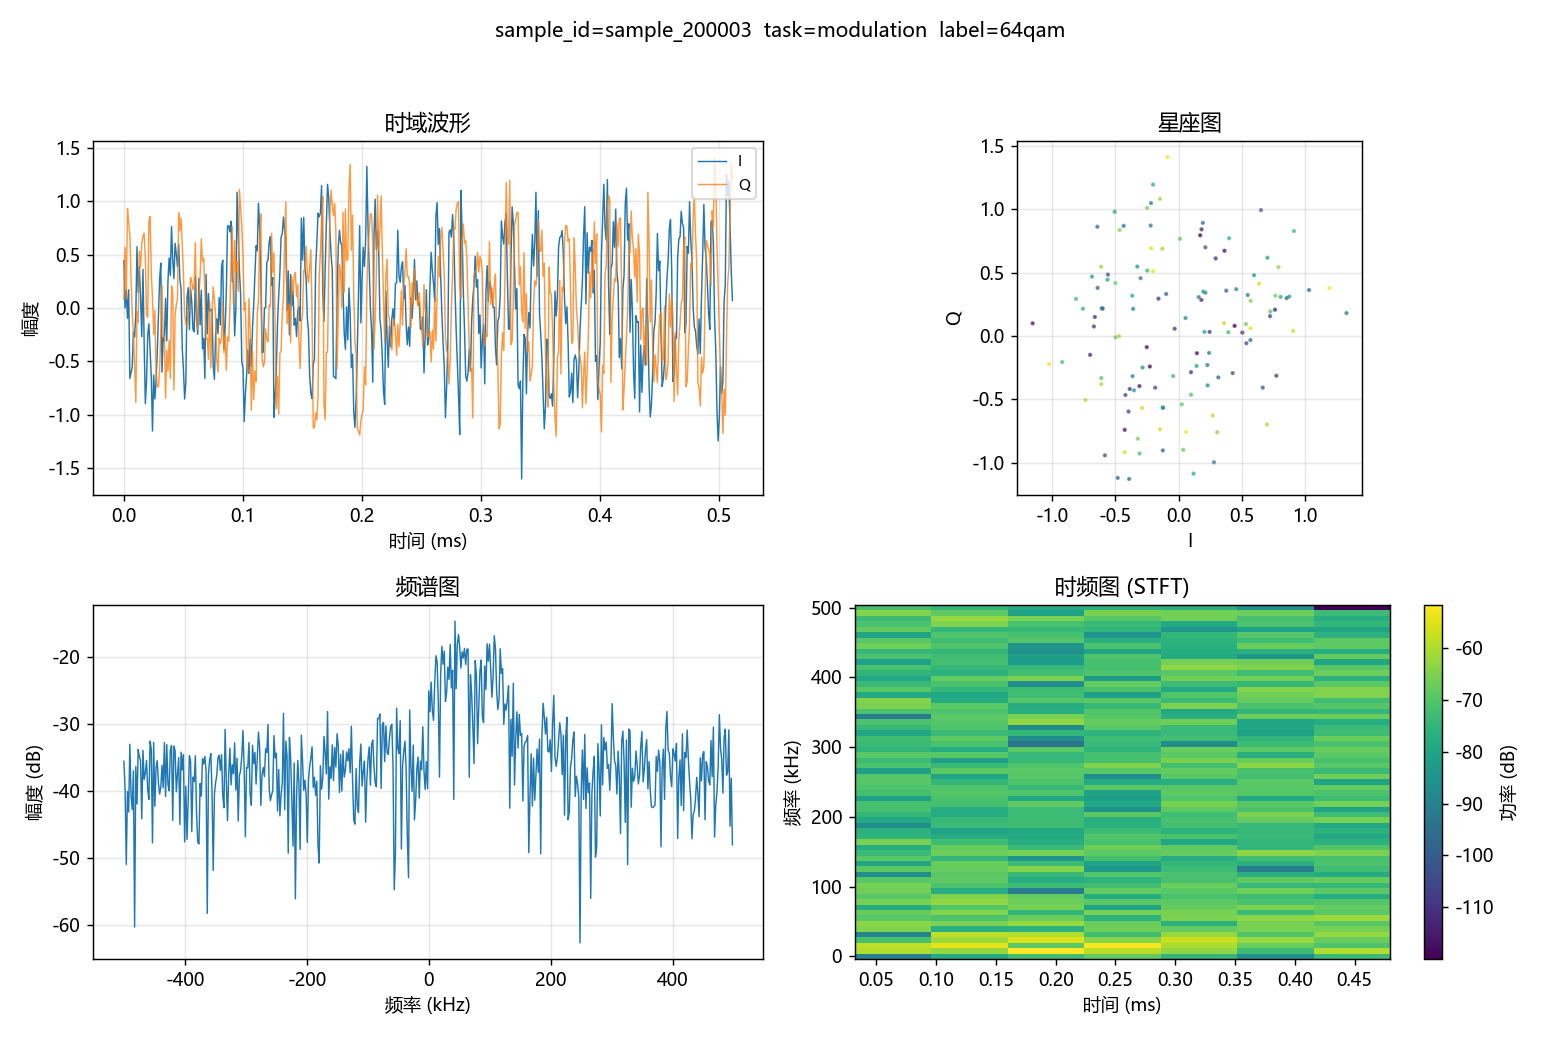 sample_id=sample_200003 task=modulation label=64qam
时域波形
1.5
1.0
0.5
0.0
-0.5
-1.0
-1.5
幅度
0.0 0.1 0.2 0.3 0.4 0.5
时间 (ms)
I
Q
星座图
1.5
1.0
0.5
0.0
-0.5
-1.0
Q
-1.0 -0.5 0.0 0.5 1.0
I
频谱图
-20
-30
-40
-50
-60
幅度 (dB)
-400 -200 0 200 400
频率 (kHz)
时频图 (STFT)
500
400
300
200
100
0
频率 (kHz)
0.05 0.10 0.15 0.20 0.25 0.30 0.35 0.40 0.45
时间 (ms)
-60
-70
-80
-90
-100
-110
功率 (dB)